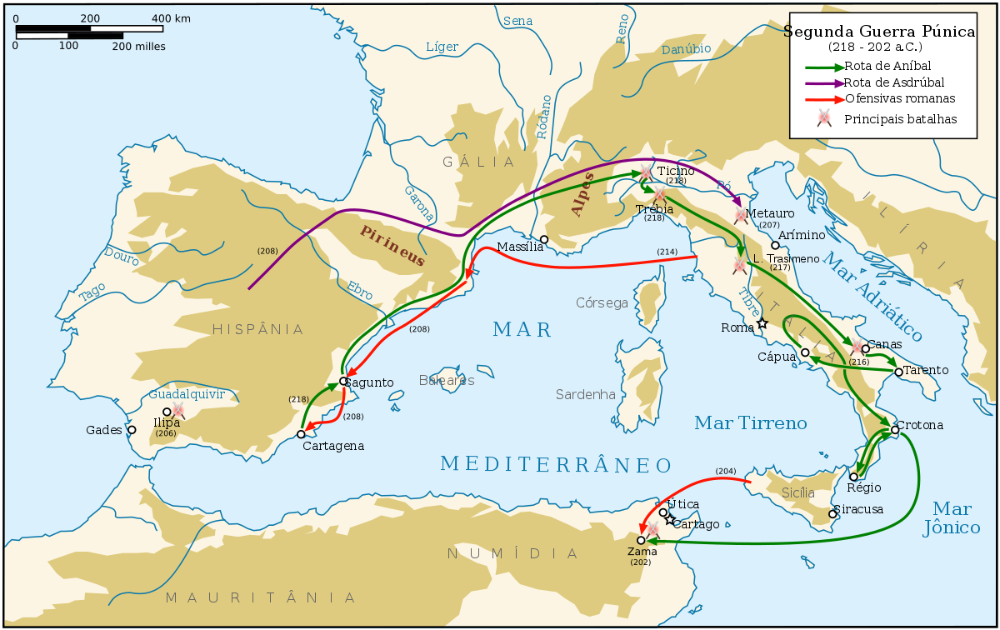 0 200 400 km
0 100 200 milles
Segunda Guerra Púnica
(218 - 202 a.C.)
Rota de Aníbal
Rota de Asdrúbal
Ofensivas romanas
Principais batalhas
Sena
Reno
Líger
Danúbio
Ródano
GÁLIA
Alpes
Ticino
(218)
Pó
Trébia
(218)
Garona
Metauro
(207)
ILÍRIA
Pirineus
Massília
Arímino
(208)
(214)
L. Trasimeno
(217)
Douro
Mar Adriático
Tago
Ebro
Córsega
Tibre
ITALIA
HISPÂNIA
(208)
MAR
Roma
Canas
(216)
Cápua
Tarento
Sagunto
Baleares
Guadalquivir
(218)
Sardenha
(208)
Ilipa
(206)
Gades
Mar Tirreno
Crotona
Cartagena
MEDITERRÂNEO
(204)
Régio
Sicília
Útica
Siracusa
Cartago
Mar
Jônico
Zama
(202)
NUMÍDIA
MAURITÂNIA